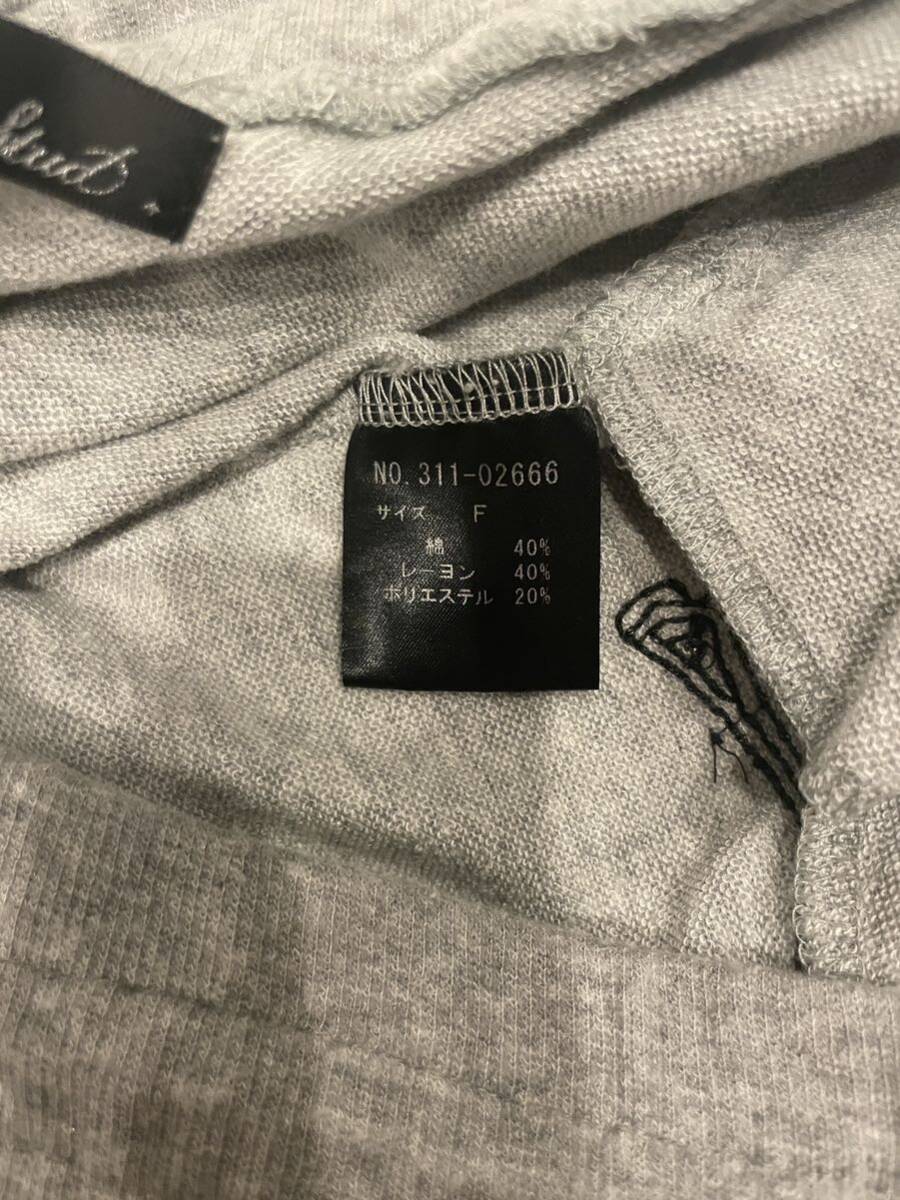 NO. 311-02666
サイズ F
綿 40%
レーヨン 40%
ポリエステル 20%